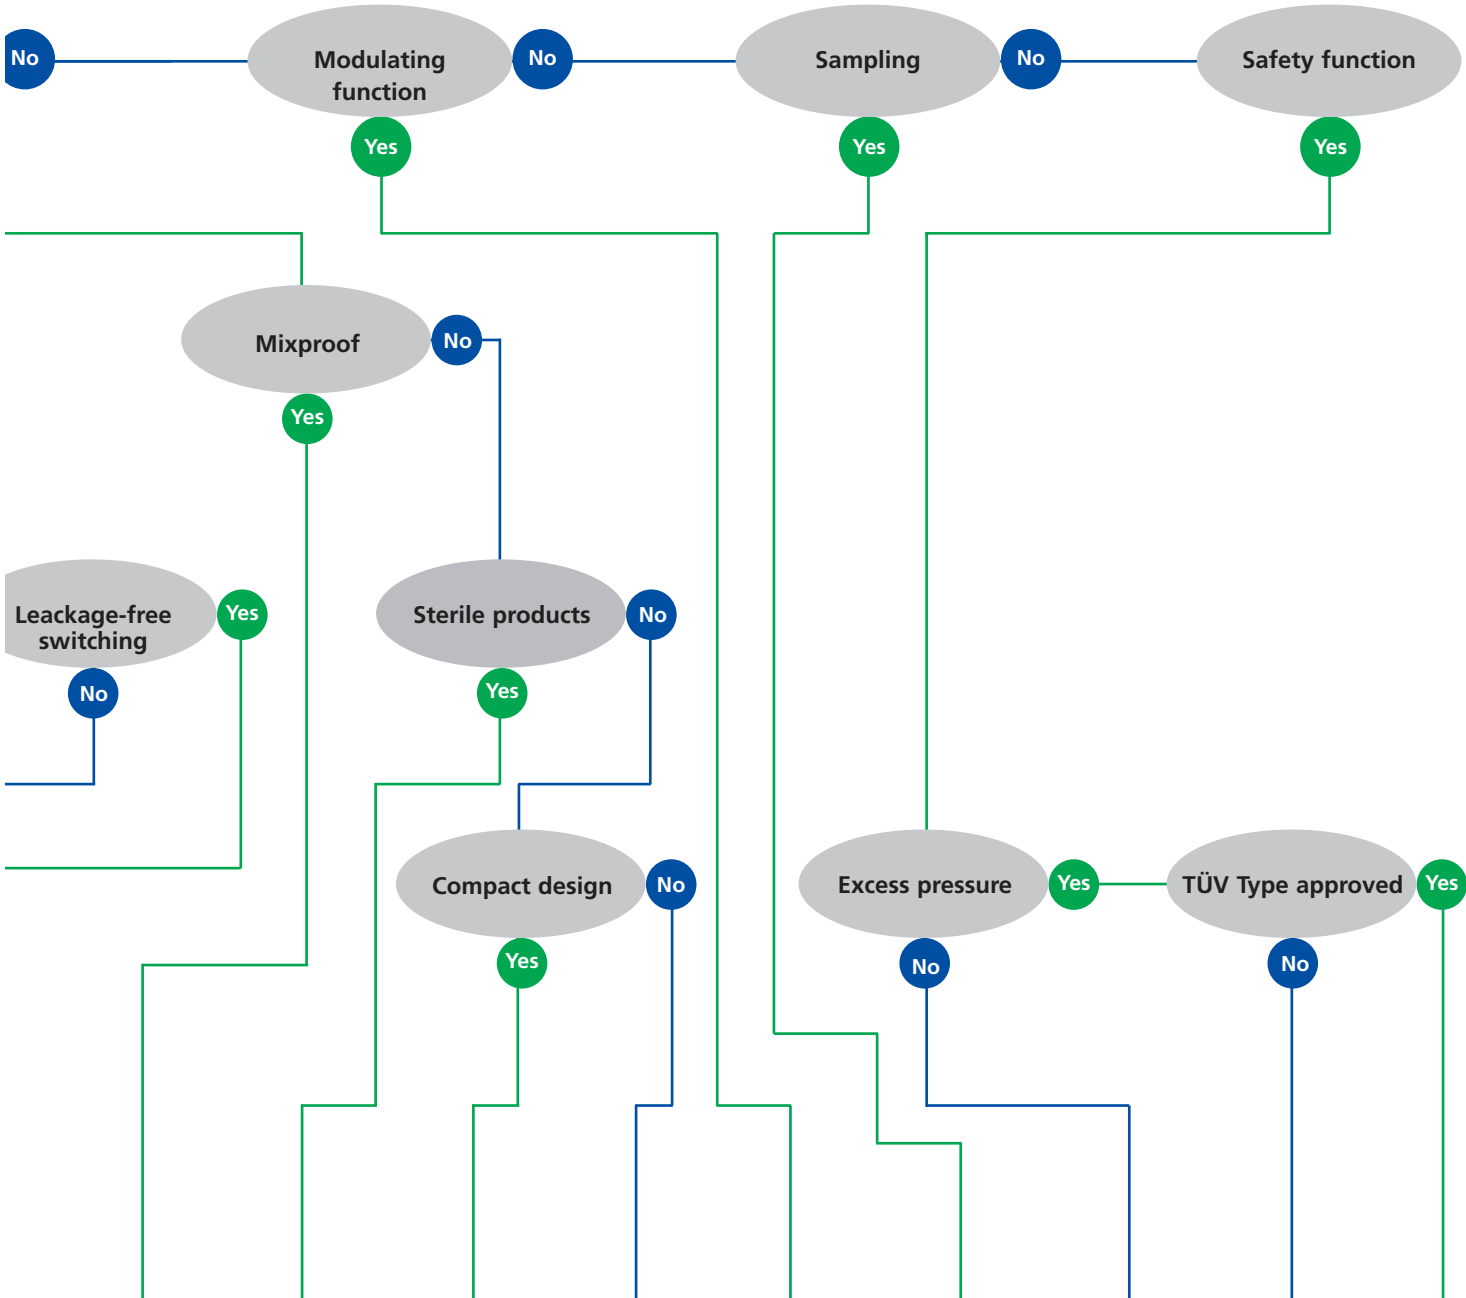 No
Modulating
function
No
Sampling
No
Safety function
Yes
Yes
Yes
Mixproof
No
Yes
Leackage-free
switching
Yes
Sterile products
No
No
Yes
Compact design
No
Excess pressure
Yes
TÜV Type approved
Yes
Yes
No
No